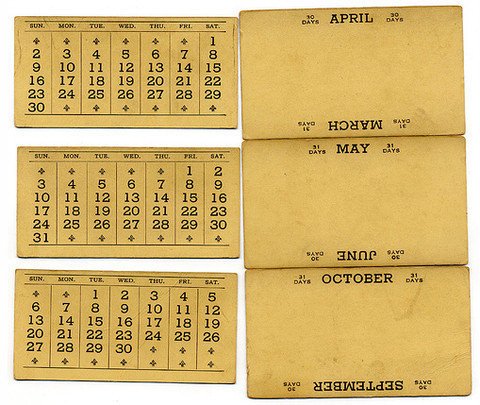 SUN. MON. TUE. WED. THU. FRI. SAT.
1
2 3 4 5 6 7 8
9 10 11 12 13 14 15
16 17 18 19 20 21 22
23 24 25 26 27 28 29
30
30 DAYS APRIL 30 DAYS
31 DAYS MARCH 31 DAYS
SUN. MON. TUE. WED. THU. FRI. SAT.
1 2
3 4 5 6 7 8 9
10 11 12 13 14 15 16
17 18 19 20 21 22 23
24 25 26 27 28 29 30
31
31 DAYS MAY 31 DAYS
30 DAYS JUNE 30 DAYS
SUN. MON. TUE. WED. THU. FRI. SAT.
1 2 3 4 5
6 7 8 9 10 11 12
13 14 15 16 17 18 19
20 21 22 23 24 25 26
27 28 29 30
31 DAYS OCTOBER 31 DAYS
30 DAYS SEPTEMBER 30 DAYS